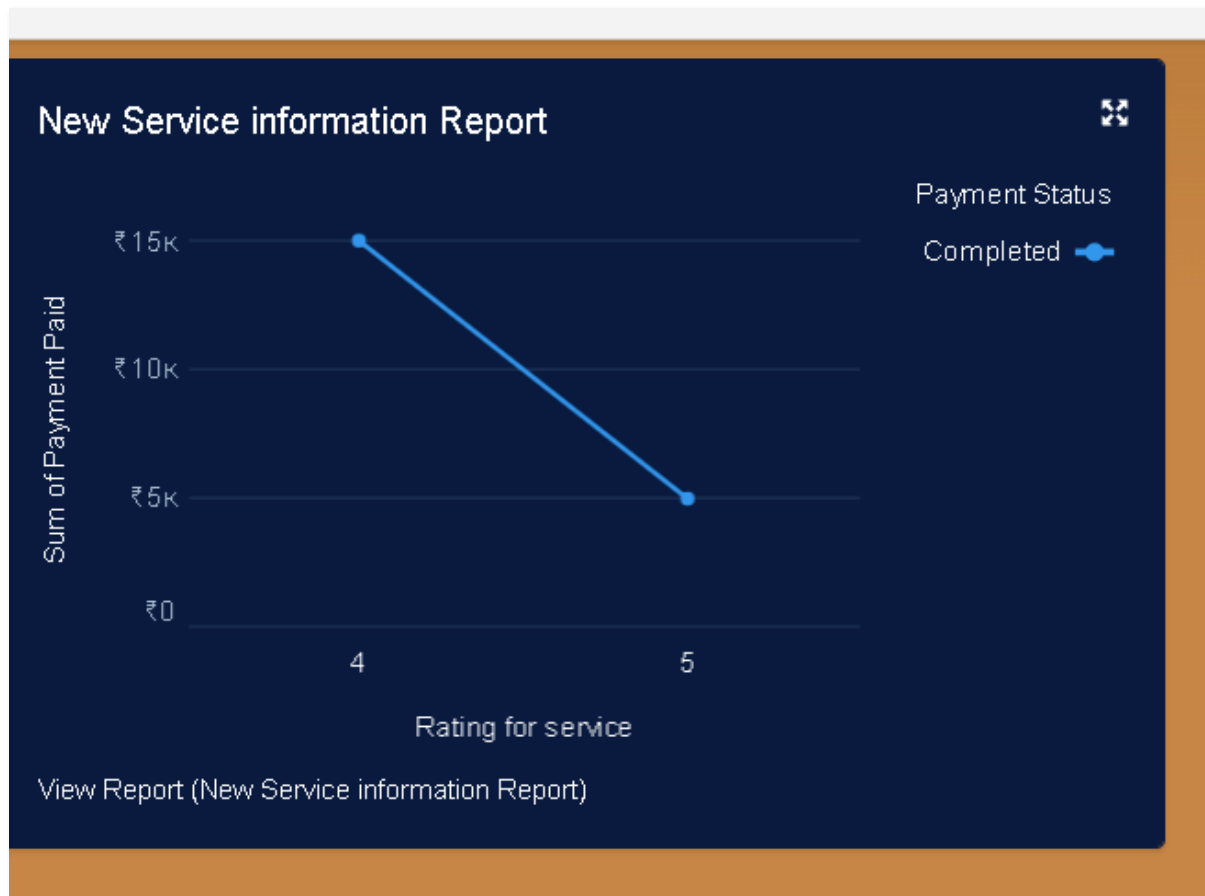 New Service information Report
Payment Status
Completed
Sum of Payment Paid
₹15K
₹10K
₹5K
₹0
4 5
Rating for service
View Report (New Service information Report)